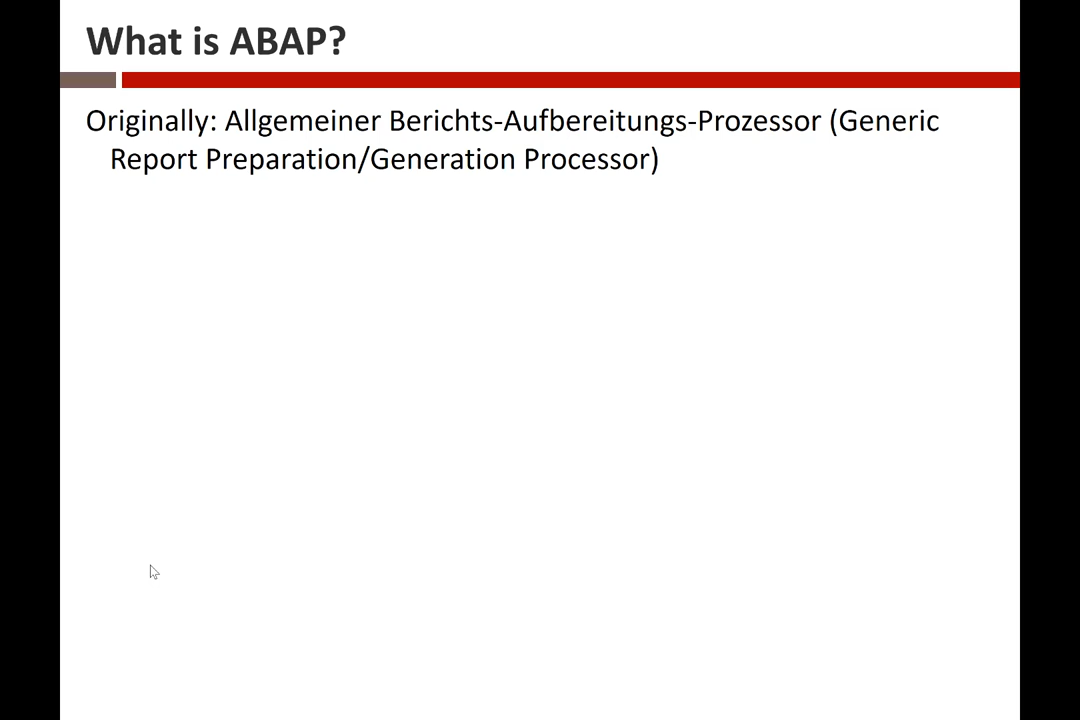 What is ABAP?
Originally: Allgemeiner Berichts-Aufbereitungs-Prozessor (Generic
Report Preparation/Generation Processor)